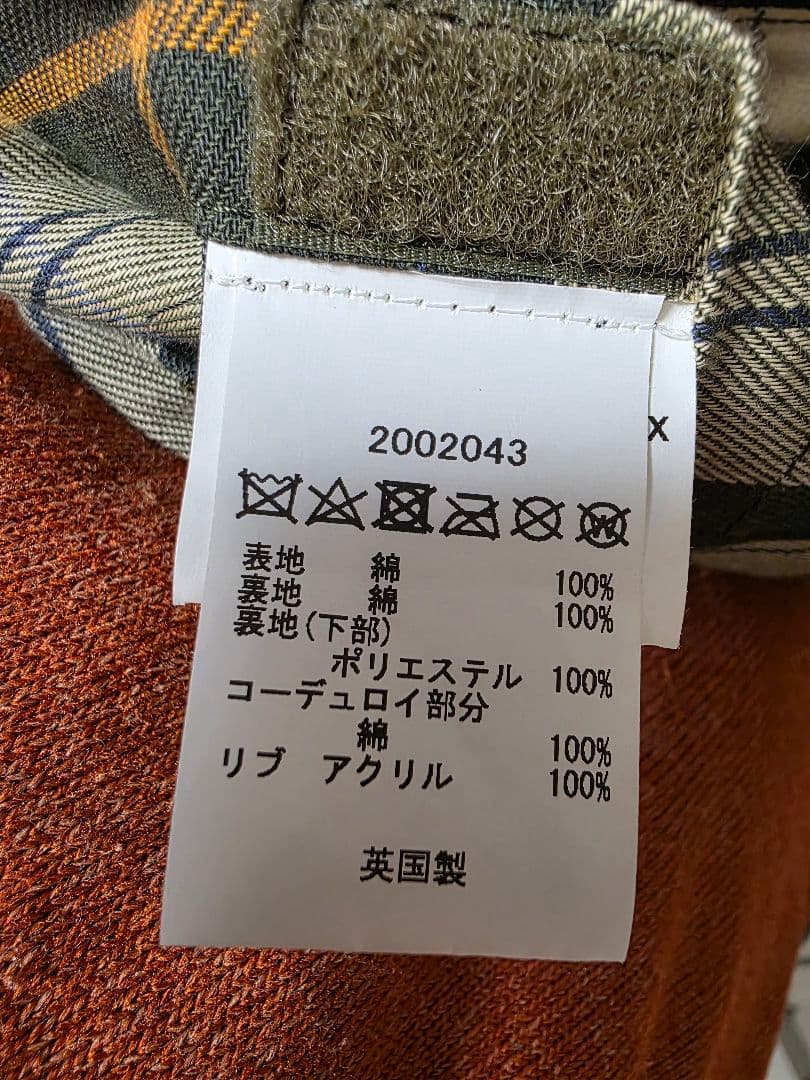 2002043
X
表地 綿 100%
裏地 綿 100%
裏地(下部)
ポリエステル 100%
コーデュロイ部分
綿 100%
リブ アクリル 100%
英国製